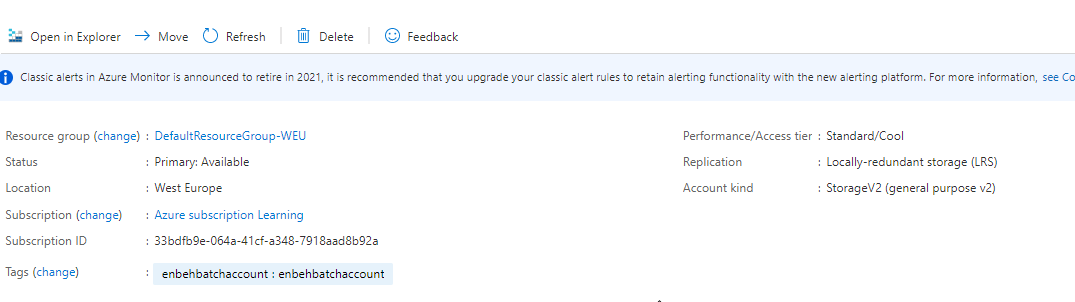 Open in Explorer Move Refresh Delete Feedback
Classic alerts in Azure Monitor is announced to retire in 2021, it is recommended that you upgrade your classic alert rules to retain alerting functionality with the new alerting platform. For more information, see Co
Resource group (change) : DefaultResourceGroup-WEU Performance/Access tier : Standard/Cool
Status : Primary: Available Replication : Locally-redundant storage (LRS)
Location : West Europe Account kind : StorageV2 (general purpose v2)
Subscription (change) : Azure subscription Learning
Subscription ID : 33bdfb9e-064a-41cf-a348-7918aad8b92a
Tags (change) : enbehbatchaccount : enbehbatchaccount